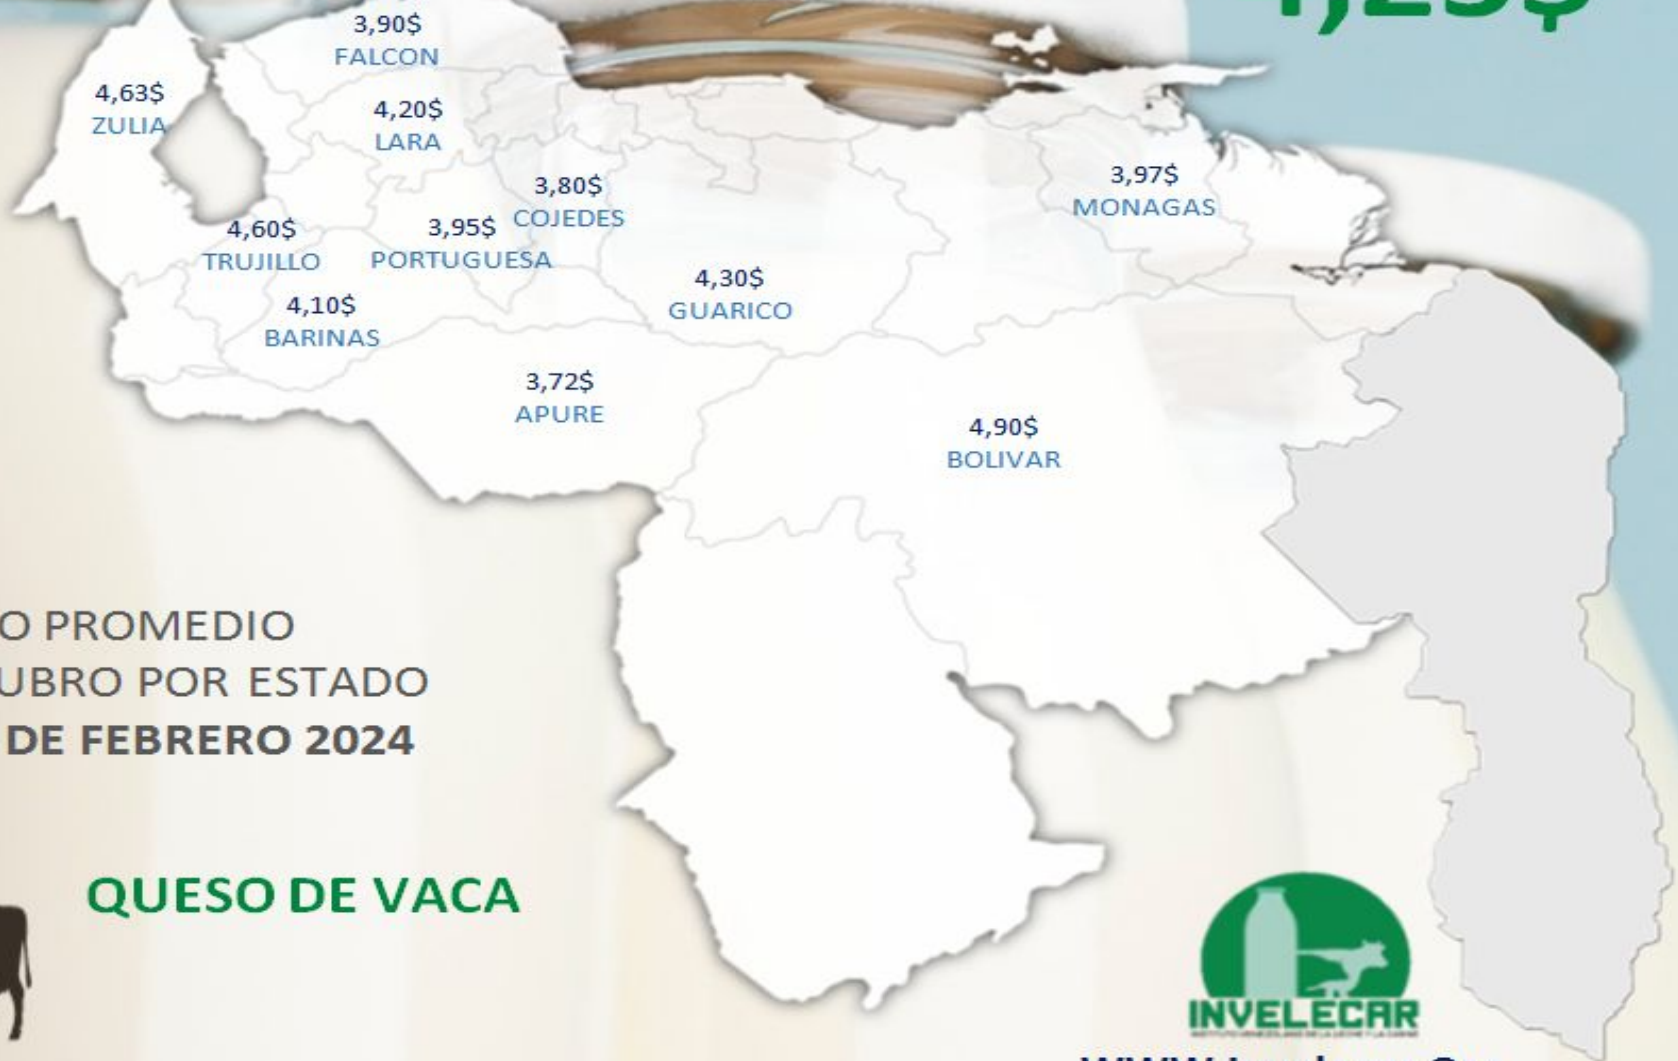 3,90$
FALCON
4,63$
ZULIA
4,20$
LARA
3,80$
COJEDES
3,97$
MONAGAS
4,60$
TRUJILLO
3,95$
PORTUGUESA
4,30$
GUARICO
4,10$
BARINAS
3,72$
APURE
4,90$
BOLIVAR
O PROMEDIO
UBRO POR ESTADO
DE FEBRERO 2024
QUESO DE VACA
INVELECAR